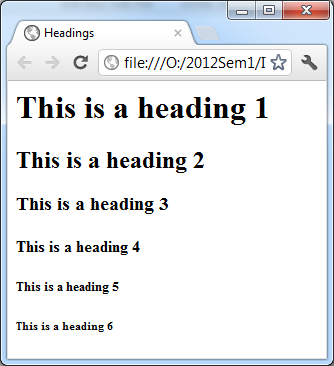 Headings
file:///O:/2012Sem1/I
This is a heading 1
This is a heading 2
This is a heading 3
This is a heading 4
This is a heading 5
This is a heading 6